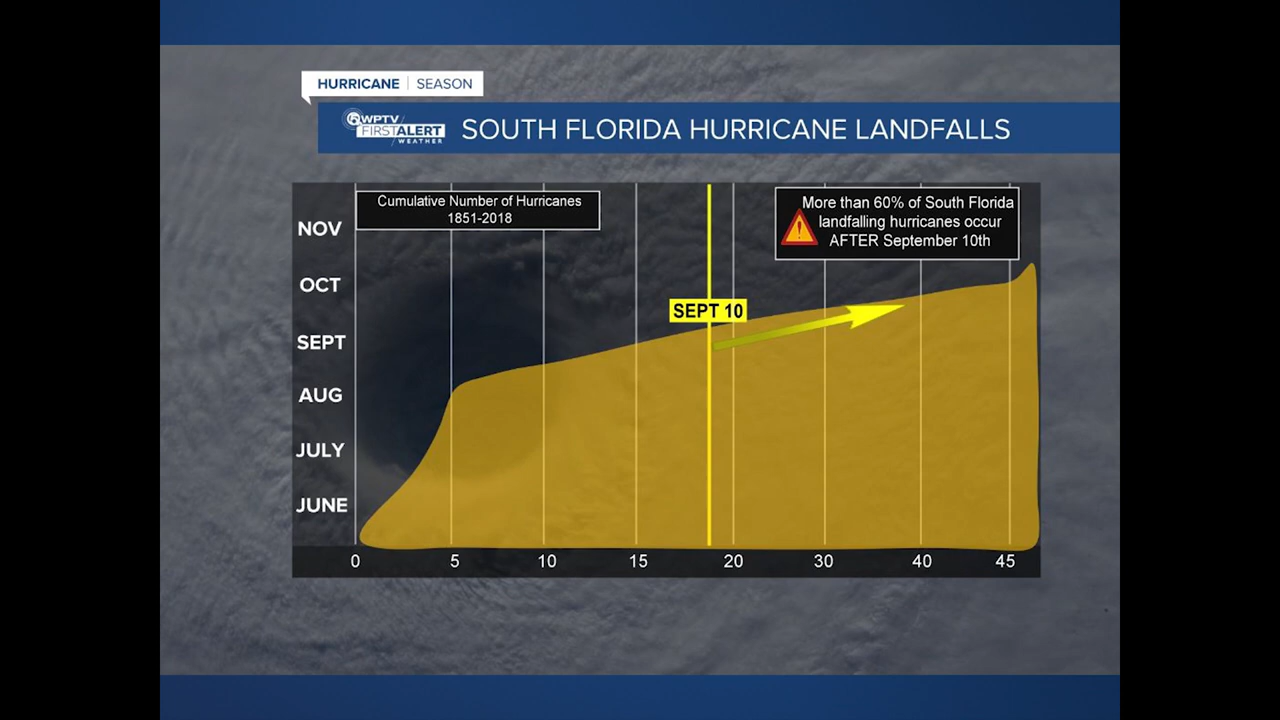 HURRICANE | SEASON
5 WPTV
FIRST ALERT
WEATHER
SOUTH FLORIDA HURRICANE LANDFALLS
Cumulative Number of Hurricanes
1851-2018
More than 60% of South Florida
landfalling hurricanes occur
AFTER September 10th
NOV
OCT
SEPT 10
SEPT
AUG
JULY
JUNE
0 5 10 15 20 30 40 45